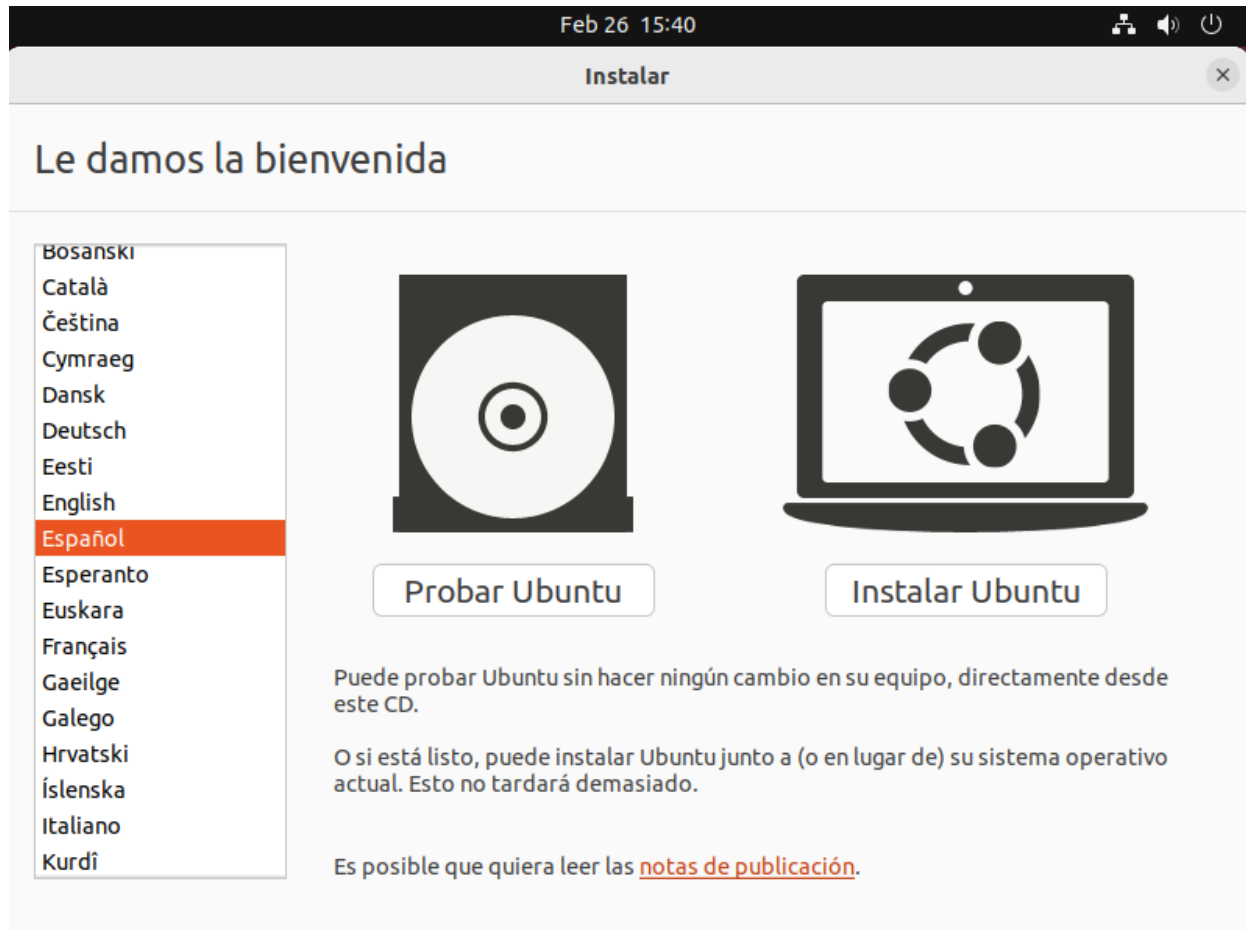 Feb 26 15:40
Instalar
Le damos la bienvenida
Bosanski
Català
Čeština
Cymraeg
Dansk
Deutsch
Eesti
English
Español
Esperanto
Euskara
Français
Gaeilge
Galego
Hrvatski
Íslenska
Italiano
Kurdî
Probar Ubuntu
Instalar Ubuntu
Puede probar Ubuntu sin hacer ningún cambio en su equipo, directamente desde
este CD.
O si está listo, puede instalar Ubuntu junto a (o en lugar de) su sistema operativo
actual. Esto no tardará demasiado.
Es posible que quiera leer las notas de publicación.